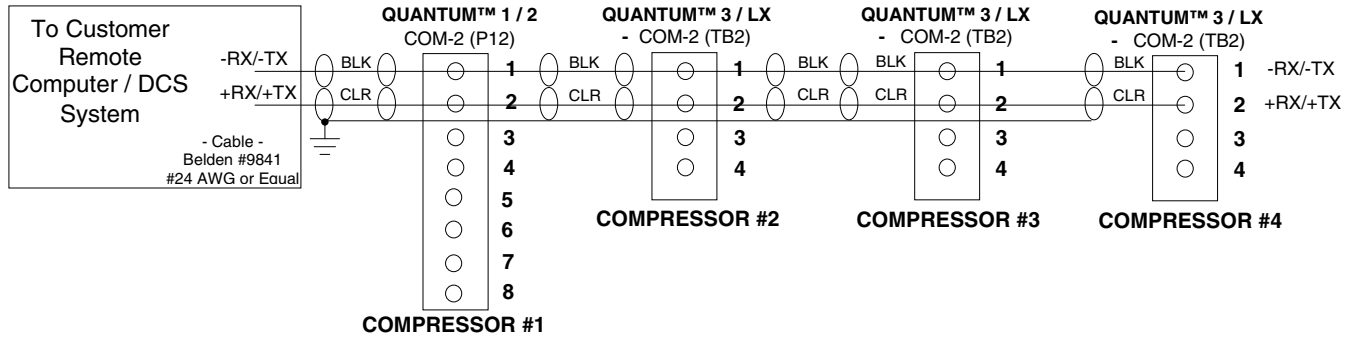 To Customer
Remote
Computer / DCS
System
-RX/-TX
+RX/+TX
- Cable -
Belden #9841
#24 AWG or Equal
QUANTUM™ 1 / 2
COM-2 (P12)
BLK
CLR
1
2
3
4
5
6
7
8
COMPRESSOR #1
QUANTUM™ 3 / LX
- COM-2 (TB2)
BLK
CLR
1
2
3
4
COMPRESSOR #2
QUANTUM™ 3 / LX
- COM-2 (TB2)
BLK BLK
CLR CLR
1
2
3
4
COMPRESSOR #3
QUANTUM™ 3 / LX
- COM-2 (TB2)
BLK
CLR
1 -RX/-TX
2 +RX/+TX
3
4
COMPRESSOR #4